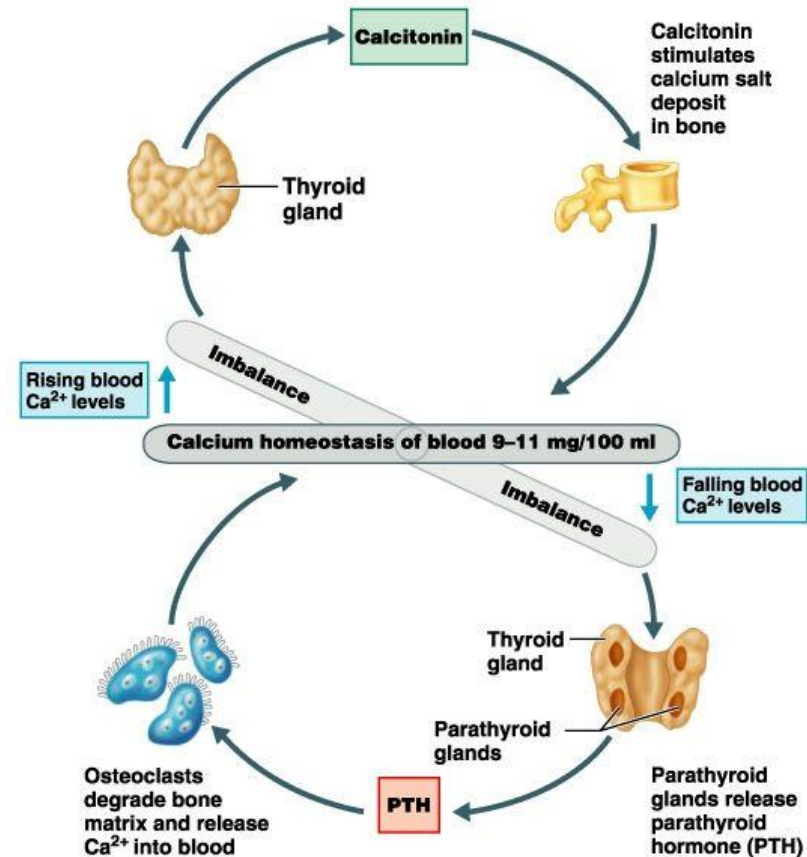 Calcitonin
Calcitonin
stimulates
calcium salt
deposit
in bone
Thyroid
gland
Imbalance
Rising blood
Ca²⁺ levels
Calcium homeostasis of blood 9–11 mg/100 ml
Imbalance
Falling blood
Ca²⁺ levels
Thyroid
gland
Parathyroid
glands
Osteoclasts
degrade bone
matrix and release
Ca²⁺ into blood
PTH
Parathyroid
glands release
parathyroid
hormone (PTH)